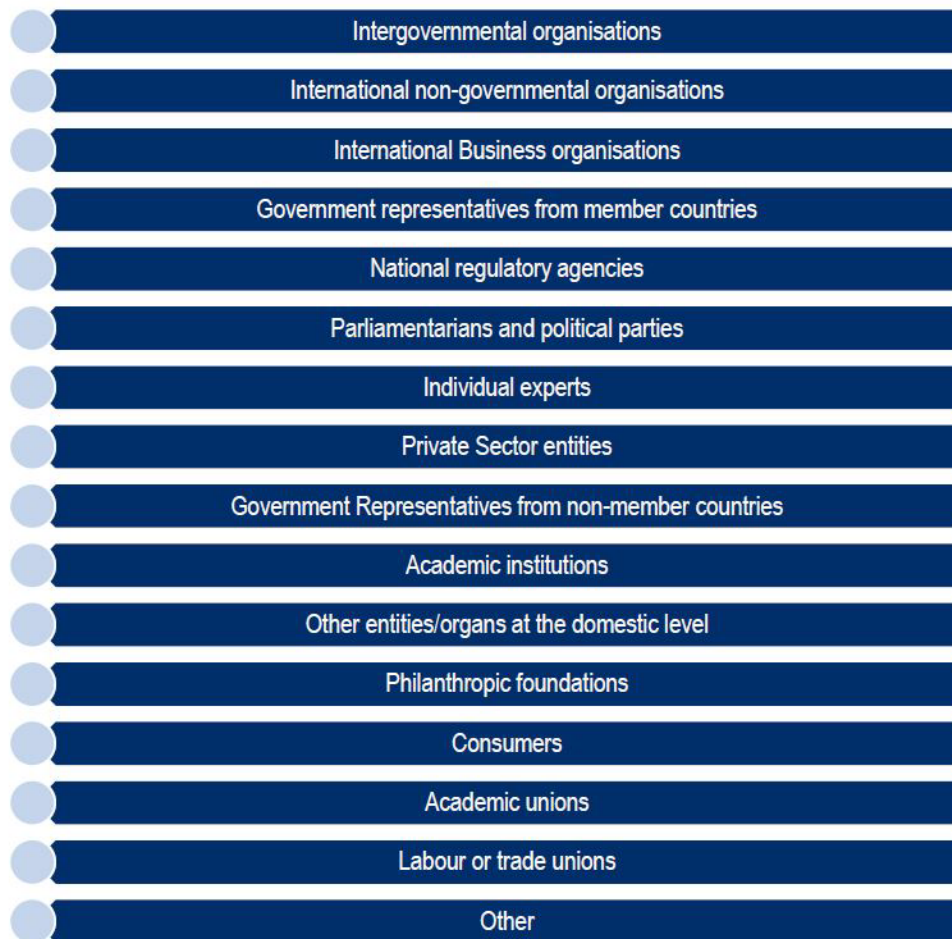 Intergovernmental organisations
International non-governmental organisations
International Business organisations
Government representatives from member countries
National regulatory agencies
Parliamentarians and political parties
Individual experts
Private Sector entities
Government Representatives from non-member countries
Academic institutions
Other entities/organs at the domestic level
Philanthropic foundations
Consumers
Academic unions
Labour or trade unions
Other